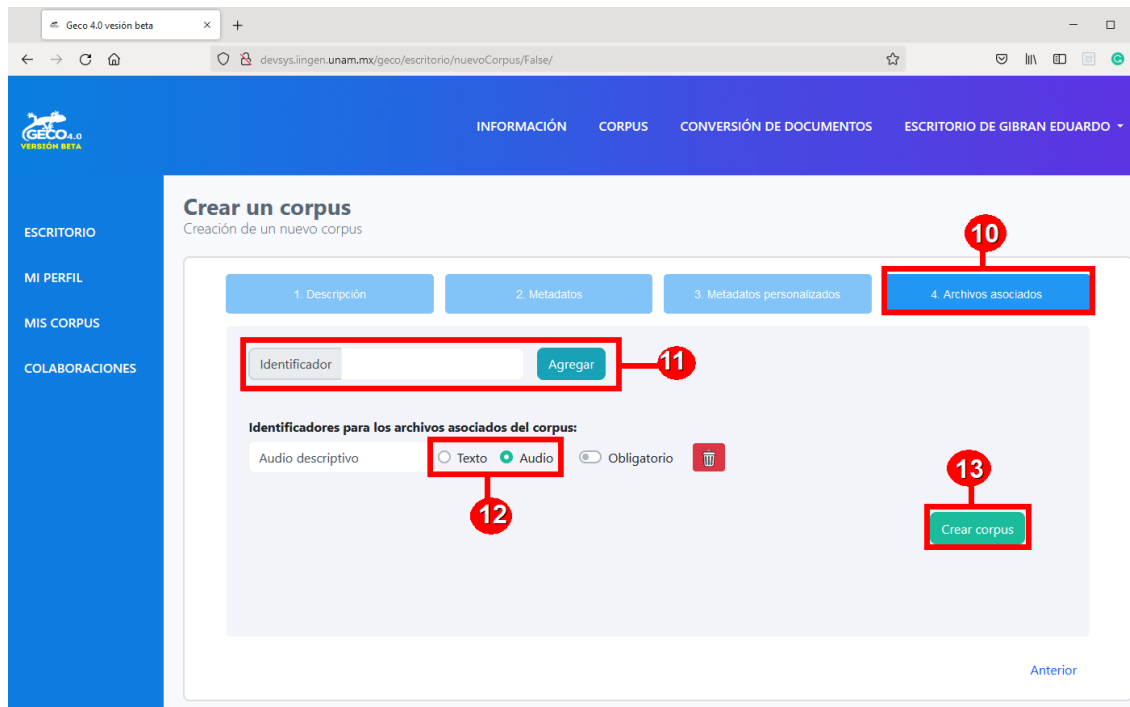 Geco 4.0 vesión beta
devsys.iingen.unam.mx/geco/escritorio/nuevoCorpus/False/
GECO4.0
VERSIÓN BETA
INFORMACIÓN CORPUS CONVERSIÓN DE DOCUMENTOS ESCRITORIO DE GIBRAN EDUARDO
ESCRITORIO
MI PERFIL
MIS CORPUS
COLABORACIONES
Crear un corpus
Creación de un nuevo corpus
10
1. Descripción 2. Metadatos 3. Metadatos personalizados 4. Archivos asociados
Identificador Agregar 11
Identificadores para los archivos asociados del corpus:
Audio descriptivo Texto Audio Obligatorio
12
13
Crear corpus
Anterior